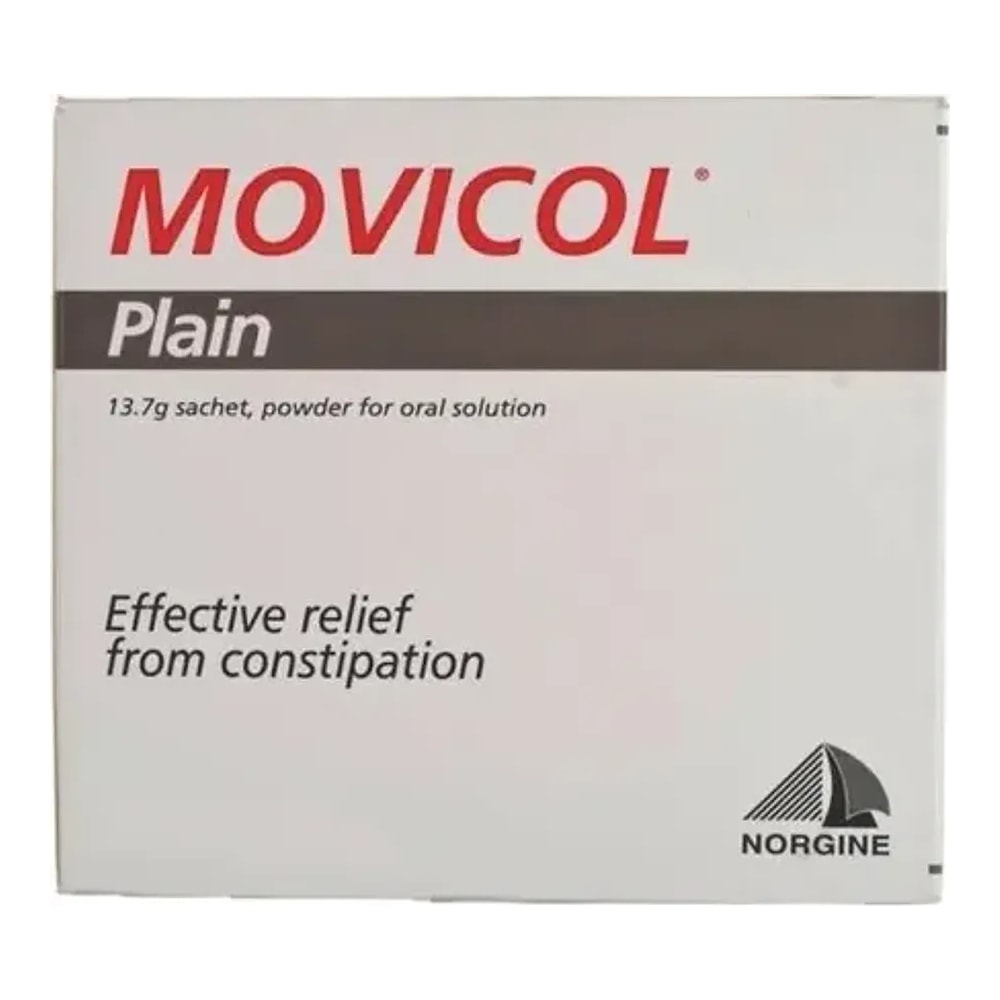 MOVICOL®
Plain
13.7g sachet, powder for oral solution
Effective relief
from constipation
NORGINE